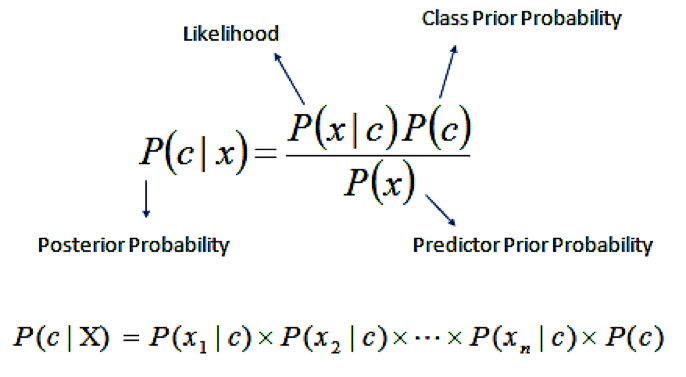 Class Prior Probability
Likelihood
P(c | x) = P(x | c)P(c) / P(x)
Posterior Probability
Predictor Prior Probability
P(c | X) = P(x₁ | c) × P(x₂ | c) × ··· × P(xₙ | c) × P(c)